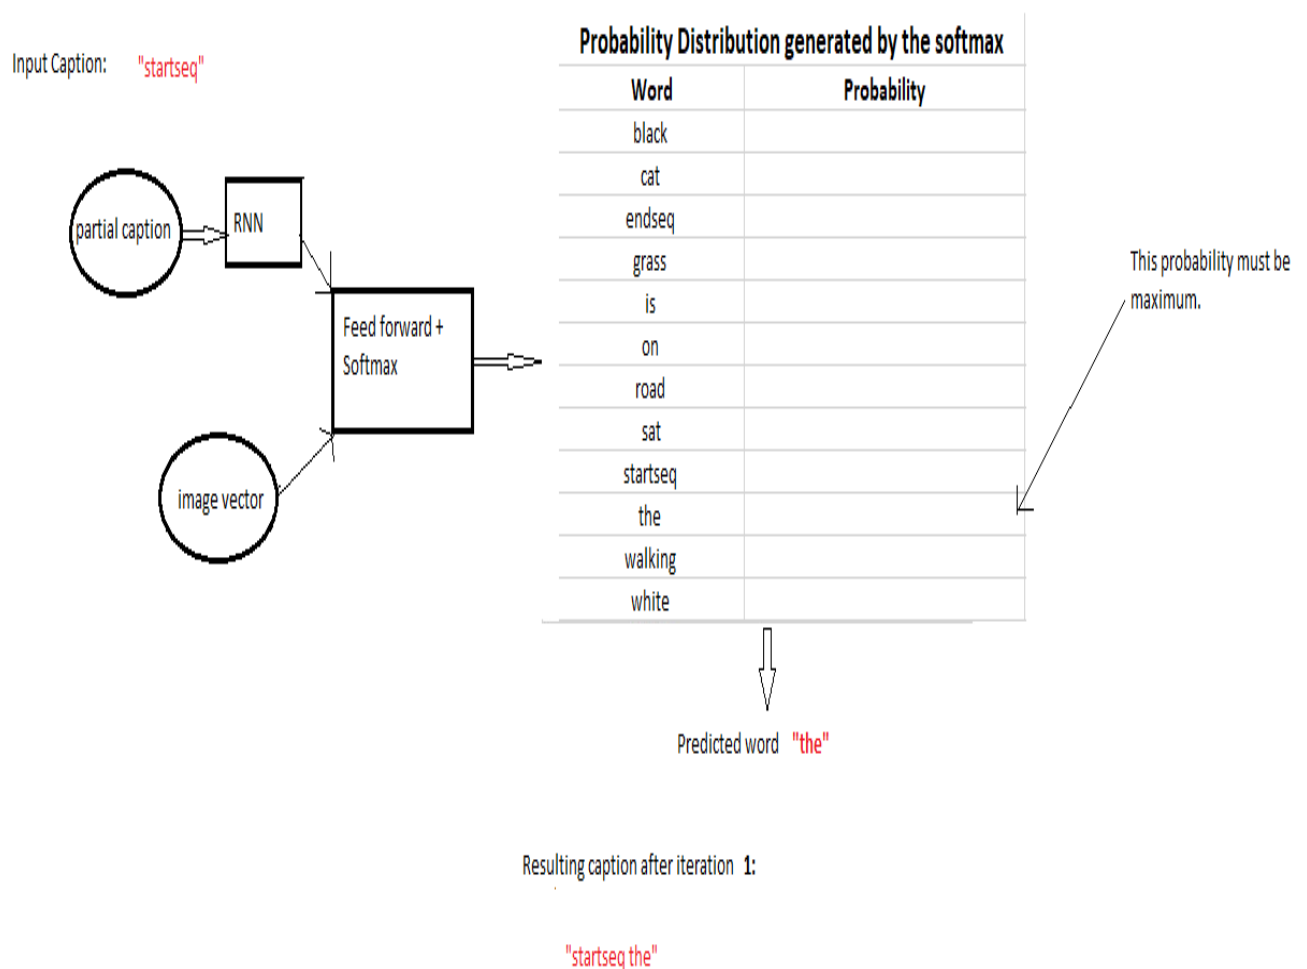 Input Caption: "startseq"
Probability Distribution generated by the softmax
Word Probability
black
cat
endseq
grass
is
on
road
sat
startseq
the
walking
white
partial caption
RNN
Feed forward +
Softmax
image vector
This probability must be
maximum.
Predicted word "the"
Resulting caption after iteration 1:
"startseq the"